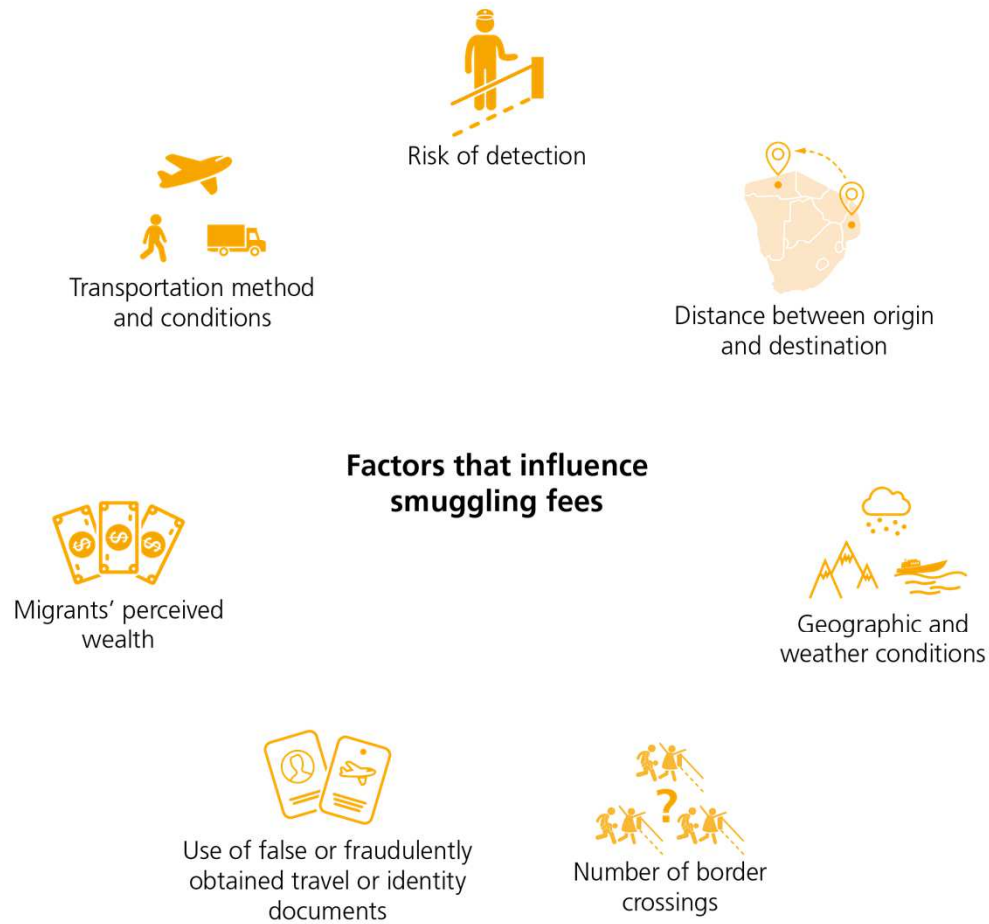 Risk of detection
Transportation method
and conditions
Distance between origin
and destination
Factors that influence
smuggling fees
Migrants’ perceived
wealth
Geographic and
weather conditions
Use of false or fraudulently
obtained travel or identity
documents
?
Number of border
crossings